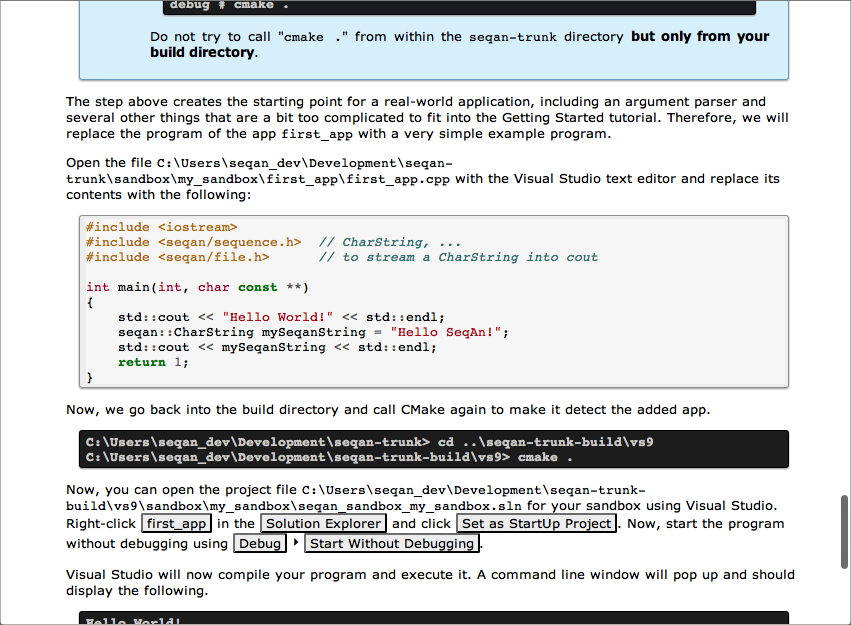 debug # cmake .
Do not try to call "cmake ." from within the seqan-trunk directory but only from your
build directory.
The step above creates the starting point for a real-world application, including an argument parser and
several other things that are a bit too complicated to fit into the Getting Started tutorial. Therefore, we will
replace the program of the app first_app with a very simple example program.
Open the file C:\Users\seqan_dev\Development\seqan-
trunk\sandbox\my_sandbox\first_app\first_app.cpp with the Visual Studio text editor and replace its
contents with the following:
#include <iostream>
#include <seqan/sequence.h>  // CharString, ...
#include <seqan/file.h>      // to stream a CharString into cout
int main(int, char const **)
{
    std::cout << "Hello World!" << std::endl;
    seqan::CharString mySeqanString = "Hello SeqAn!";
    std::cout << mySeqanString << std::endl;
    return 1;
}
Now, we go back into the build directory and call CMake again to make it detect the added app.
C:\Users\seqan_dev\Development\seqan-trunk> cd ..\seqan-trunk-build\vs9
C:\Users\seqan_dev\Development\seqan-trunk-build\vs9> cmake .
Now, you can open the project file C:\Users\seqan_dev\Development\seqan-trunk-
build\vs9\sandbox\my_sandbox\seqan_sandbox_my_sandbox.sln for your sandbox using Visual Studio.
Right-click first_app in the Solution Explorer and click Set as StartUp Project. Now, start the program
without debugging using Debug ‣ Start Without Debugging.
Visual Studio will now compile your program and execute it. A command line window will pop up and should
display the following.
Hello World!